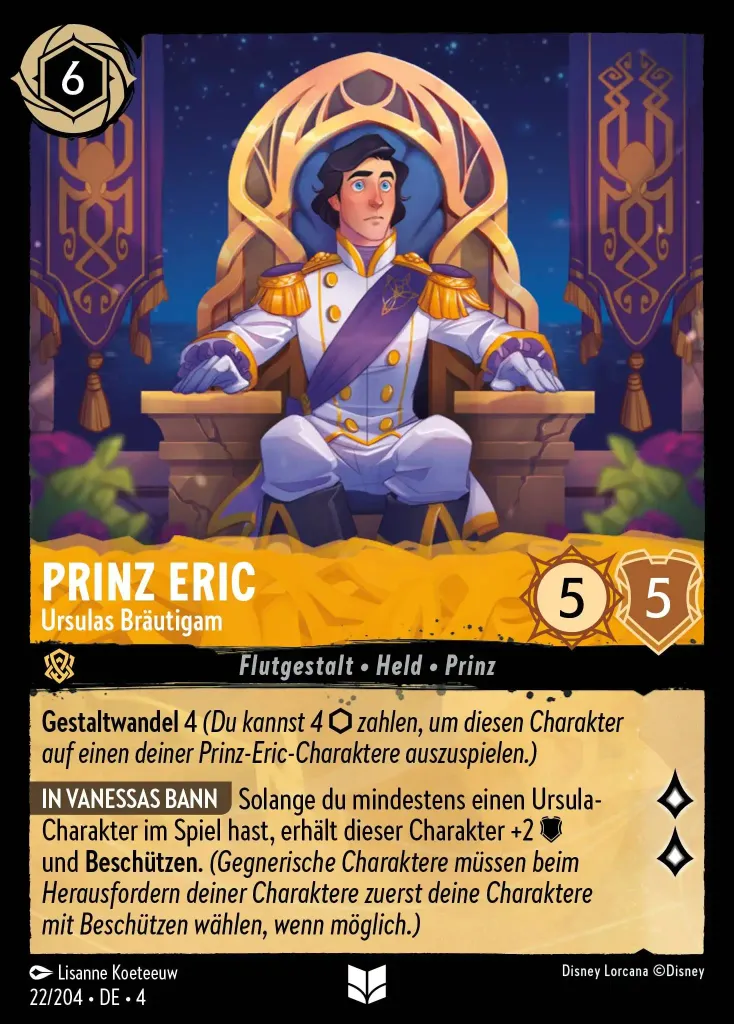 6
PRINZ ERIC
Ursulas Bräutigam
5
5
Flutgestalt • Held • Prinz
Gestaltwandel 4 (Du kannst 4 zahlen, um diesen Charakter
auf einen deiner Prinz-Eric-Charaktere auszuspielen.)
IN VANESSAS BANN Solange du mindestens einen Ursula-
Charakter im Spiel hast, erhält dieser Charakter +2
und Beschützen. (Gegnerische Charaktere müssen beim
Herausfordern deiner Charaktere zuerst deine Charaktere
mit Beschützen wählen, wenn möglich.)
Lisanne Koeteeuw
Disney Lorcana ©Disney
22/204 • DE • 4